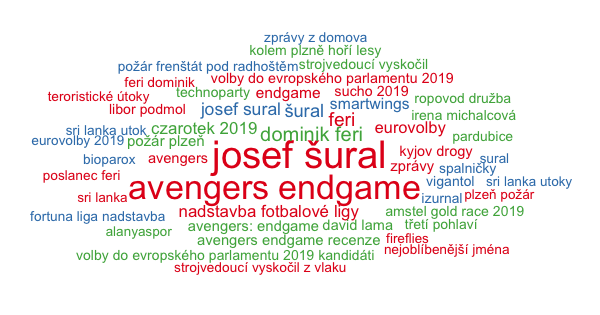 zprávy z domova
kolem plzně hoří lesy
požár frenštát pod radhoštěm strojvedoucí vyskočil
feri dominik volby do evropského parlamentu 2019
teroristické útoky technoparty endgame sucho 2019
libor podmol josef sural šural smartwings ropovod družba
feri irena michalcová
sri lanka utok czarotek 2019 dominik feri eurovolby
eurovolby 2019 požár plzeň pardubice
bioparox avengers josef šural kyjov drogy sural
zprávy spalničky
poslanec feri avengers endgame vigantol sri lanka utoky
sri lanka izurnal plzeň požár
fortuna liga nadstavba nadstavba fotbalové ligy amstel gold race 2019
alanyaspor avengers: endgame david lama třetí pohlaví
avengers endgame recenze fireflies
volby do evropského parlamentu 2019 kandidáti nejoblíbenější jména
strojvedoucí vyskočil z vlaku